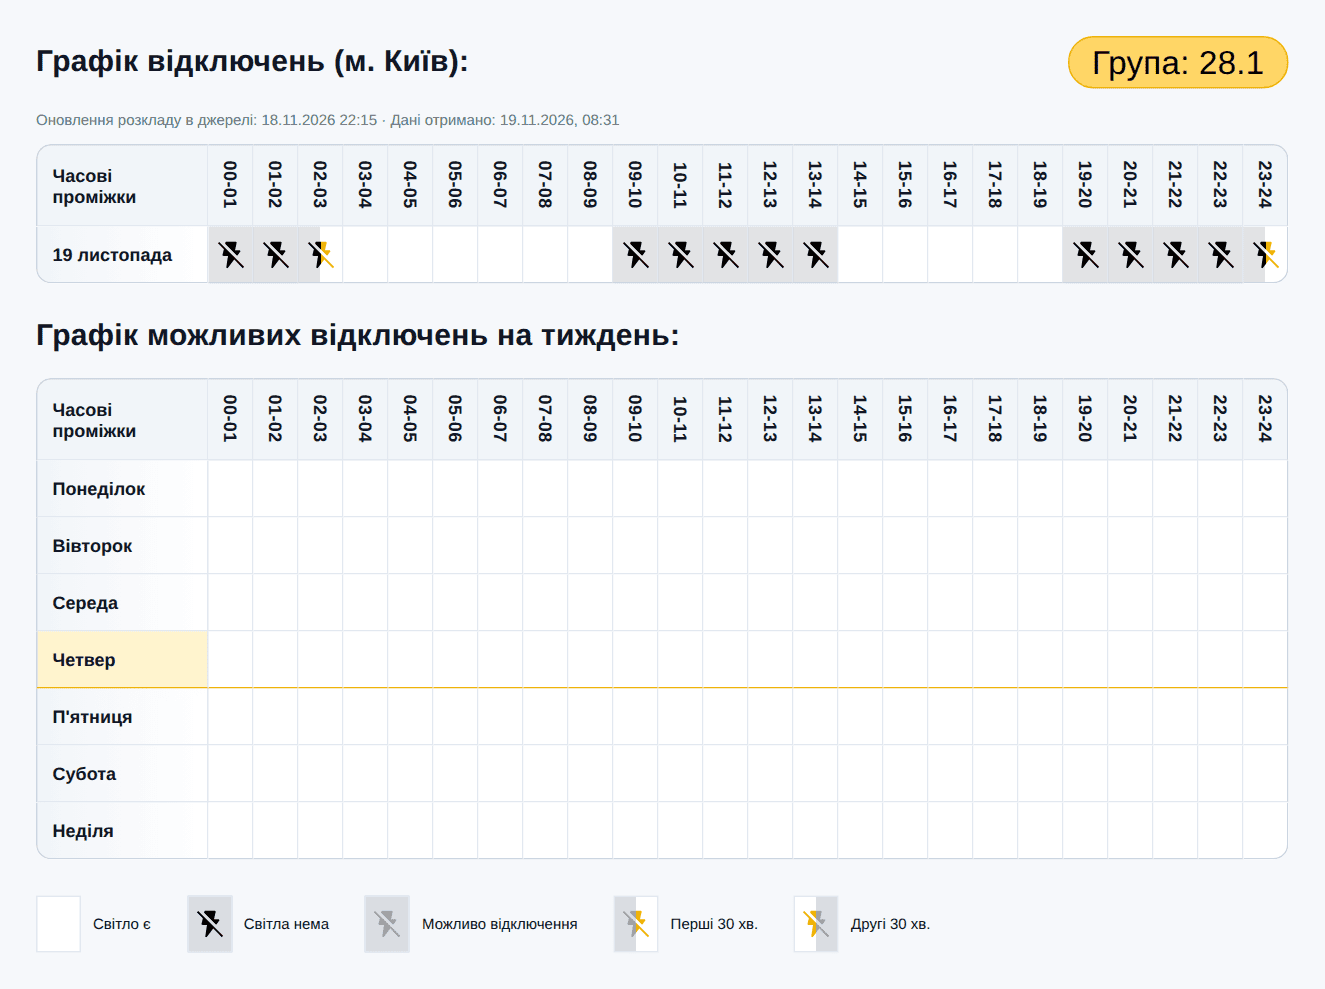 Графік відключень (м. Київ):
Група: 28.1
Оновлення розкладу в джерелі: 18.11.2026 22:15 · Дані отримано: 19.11.2026, 08:31
Часові проміжки 00-01 01-02 02-03 03-04 04-05 05-06 06-07 07-08 08-09 09-10 10-11 11-12 12-13 13-14 14-15 15-16 16-17 17-18 18-19 19-20 20-21 21-22 22-23 23-24
19 листопада
Графік можливих відключень на тиждень:
Часові проміжки 00-01 01-02 02-03 03-04 04-05 05-06 06-07 07-08 08-09 09-10 10-11 11-12 12-13 13-14 14-15 15-16 16-17 17-18 18-19 19-20 20-21 21-22 22-23 23-24
Понеділок
Вівторок
Середа
Четвер
П'ятниця
Субота
Неділя
Світло є Світла нема Можливо відключення Перші 30 хв. Другі 30 хв.